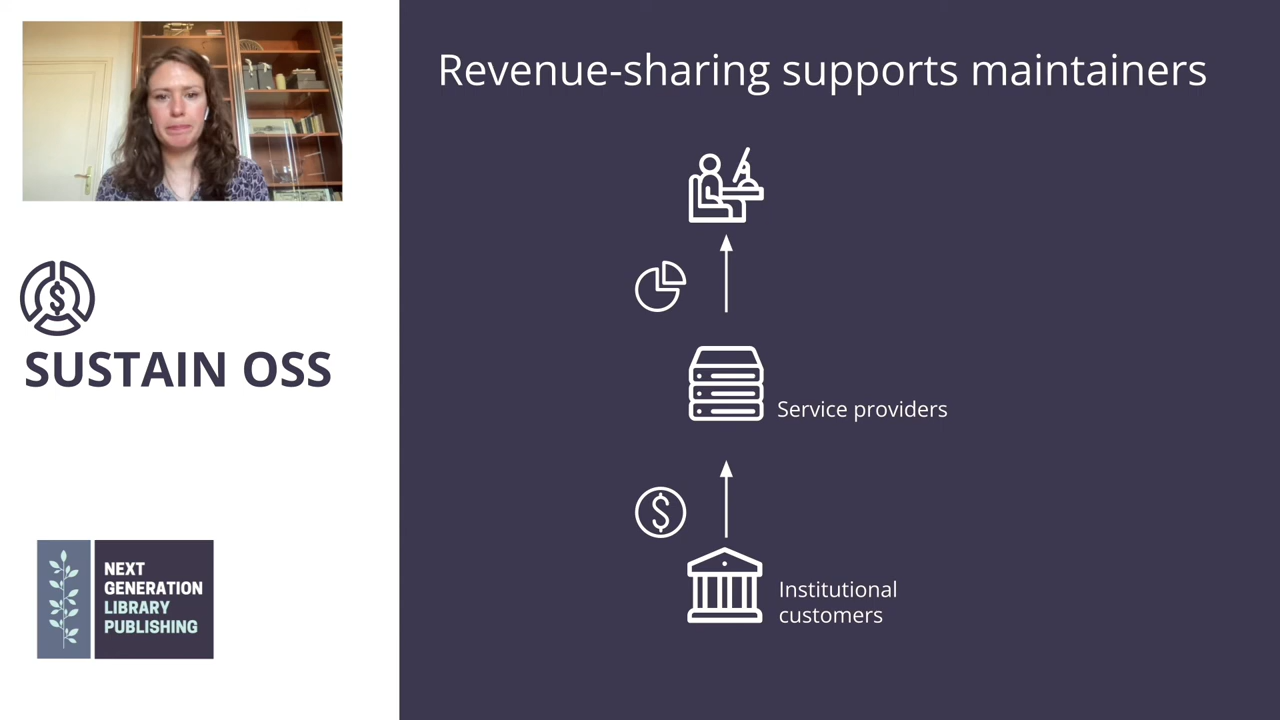 Revenue-sharing supports maintainers
$
SUSTAIN OSS
Service providers
$
NEXT
GENERATION
LIBRARY
PUBLISHING
Institutional
customers